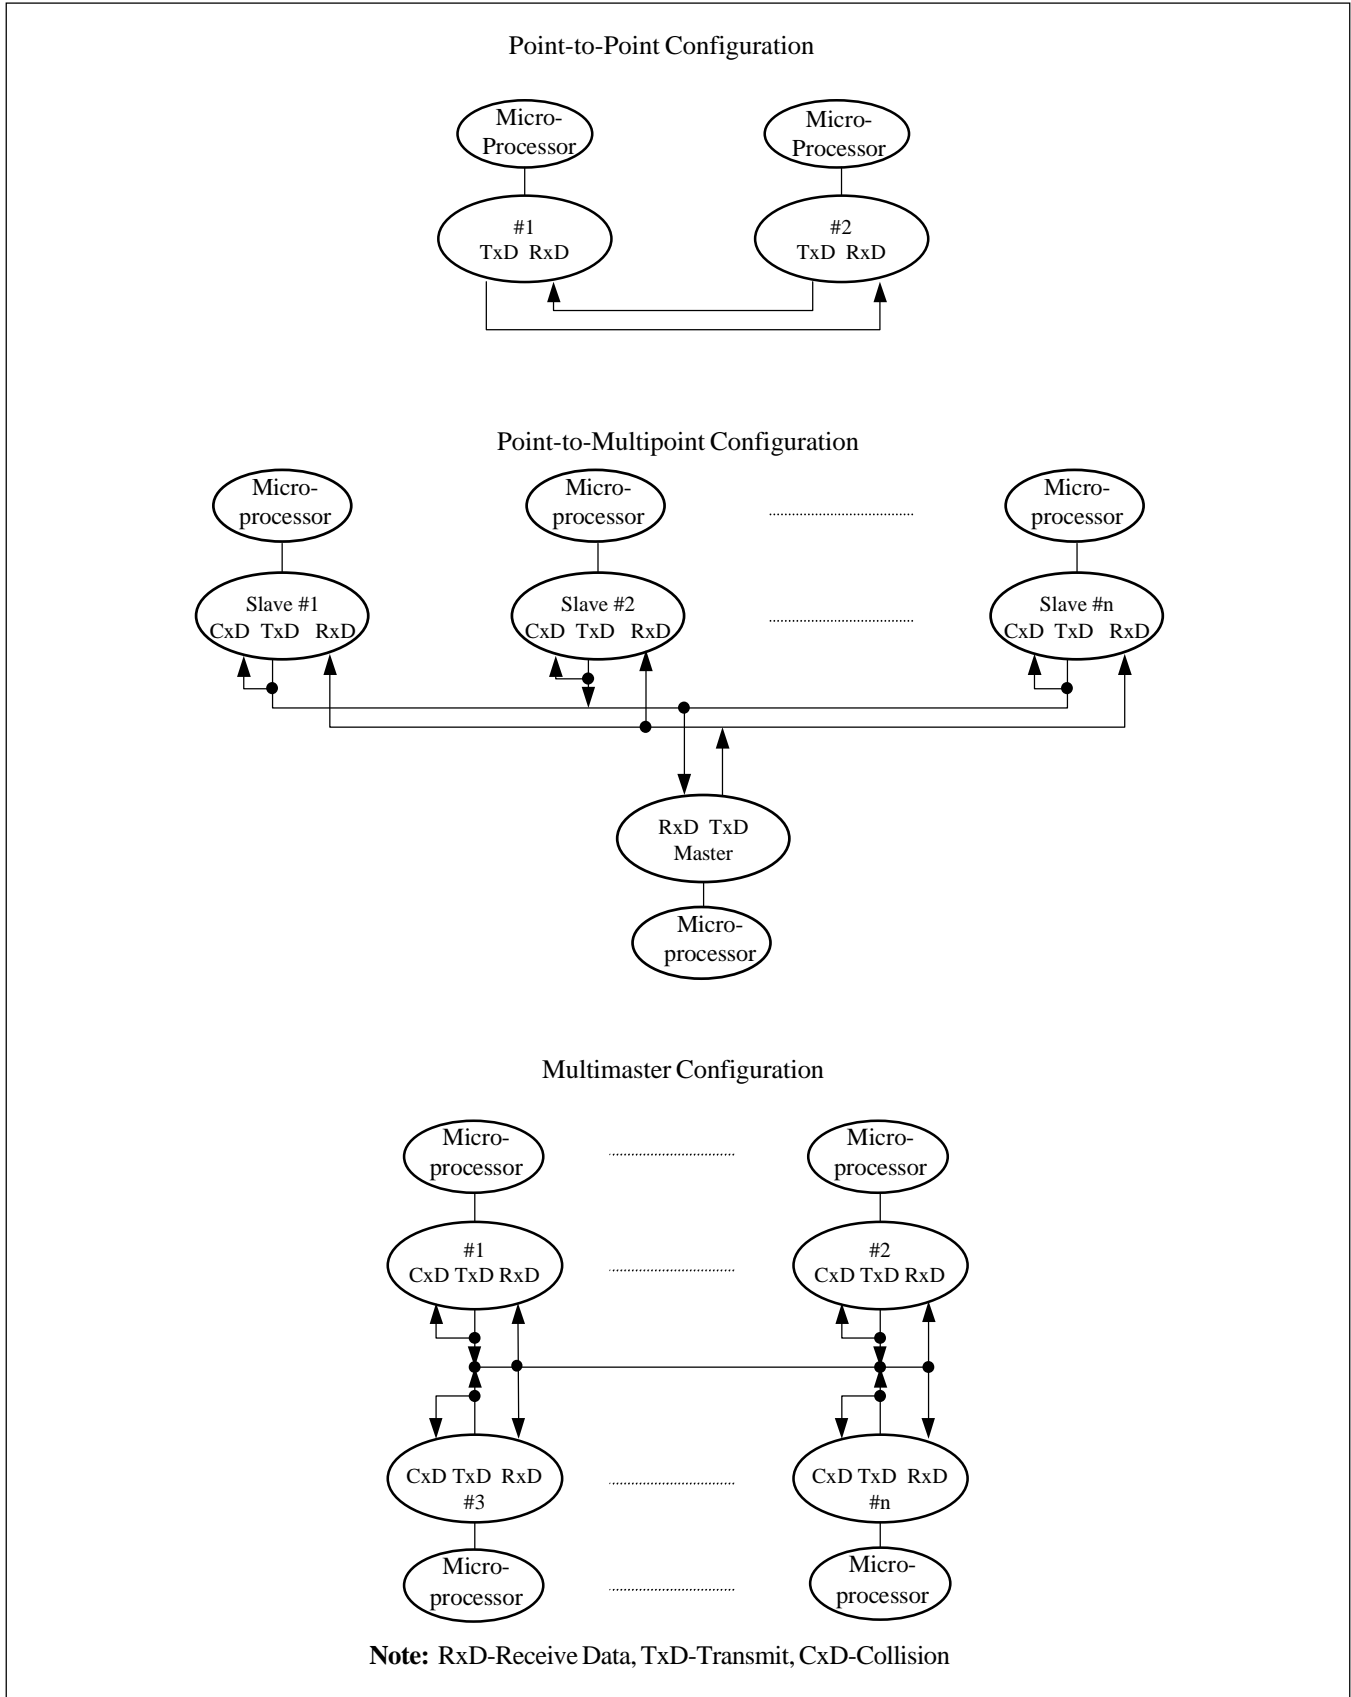 Point-to-Point Configuration
Micro-
Processor
Micro-
Processor
#1
TxD RxD
#2
TxD RxD
Point-to-Multipoint Configuration
Micro-
processor
Micro-
processor
Micro-
processor
Slave #1
CxD TxD RxD
Slave #2
CxD TxD RxD
Slave #n
CxD TxD RxD
RxD TxD
Master
Micro-
processor
Multimaster Configuration
Micro-
processor
Micro-
processor
#1
CxD TxD RxD
#2
CxD TxD RxD
CxD TxD RxD
#3
CxD TxD RxD
#n
Micro-
processor
Micro-
processor
Note: RxD-Receive Data, TxD-Transmit, CxD-Collision